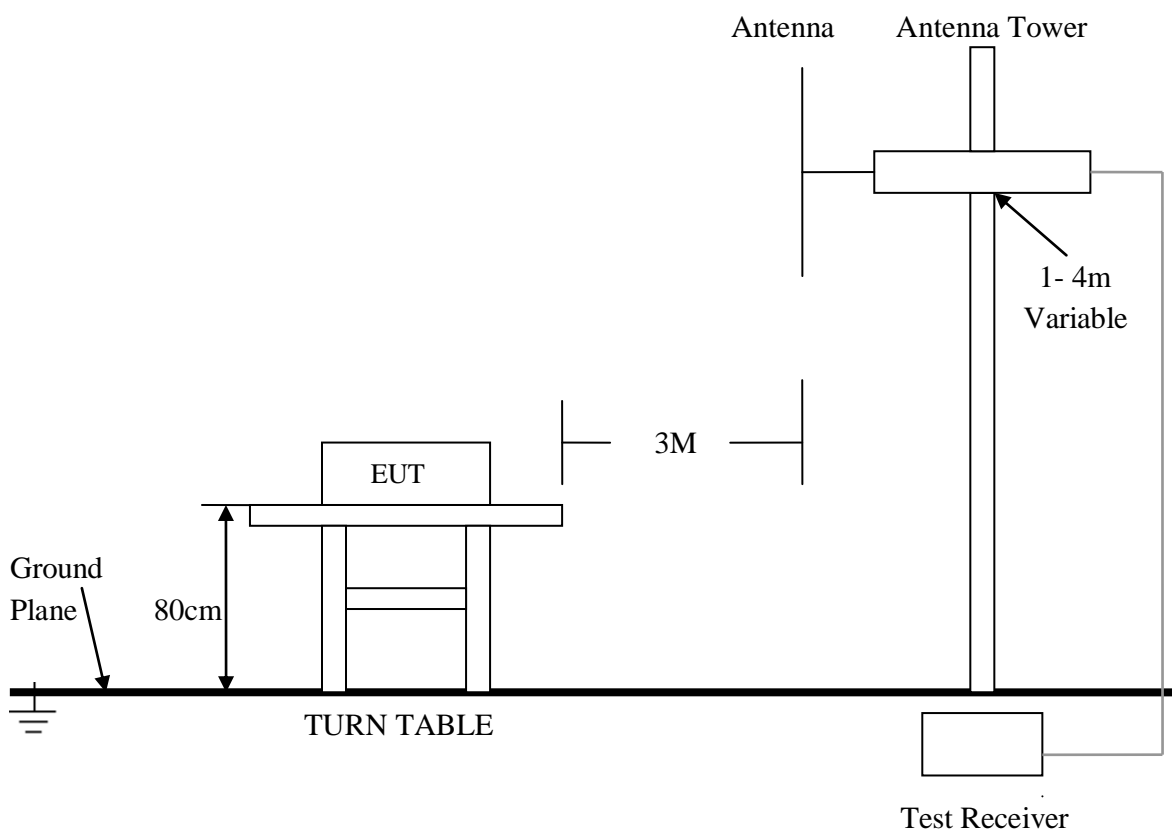 Antenna
Antenna Tower
1- 4m
Variable
3M
EUT
Ground
Plane
80cm
TURN TABLE
Test Receiver